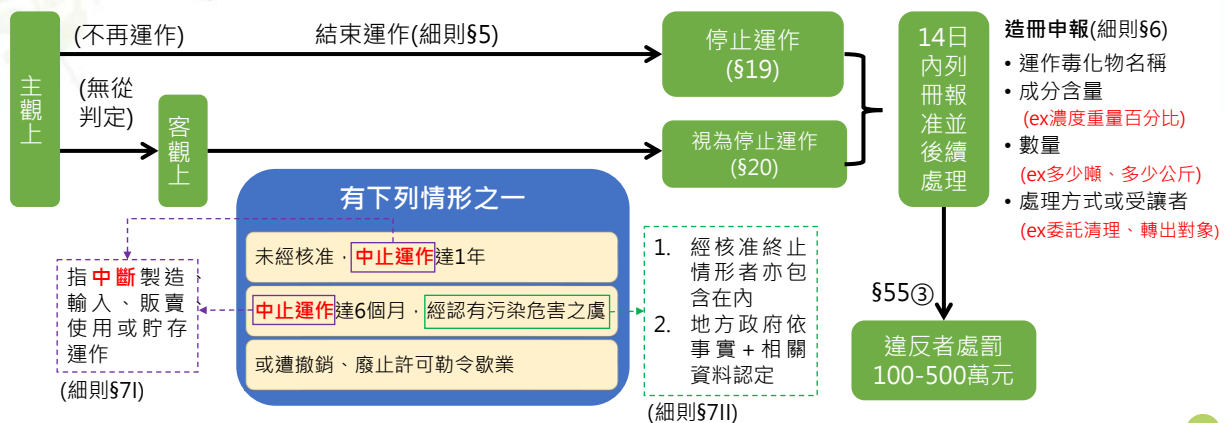 主觀上
(不再運作)
結束運作(細則§5)
停止運作
(§19)
(無從
判定)
客觀上
視為停止運作
(§20)
14日
內列
冊報
准並
後續
處理
造冊申報(細則§6)
• 運作毒化物名稱
• 成分含量
(ex濃度重量百分比)
• 數量
(ex多少噸、多少公斤)
• 處理方式或受讓者
(ex委託清理、轉出對象)
有下列情形之一
未經核准，中止運作達1年
中止運作達6個月，經認有污染危害之虞
或遭撤銷、廢止許可勒令歇業
指中斷製造、
輸入、販賣、
使用或貯存
運作
(細則§7I)
1. 經核准終止
情形者亦包
含在內
2. 地方政府依
事實+相關
資料認定
(細則§7II)
§55③
違反者處罰
100-500萬元